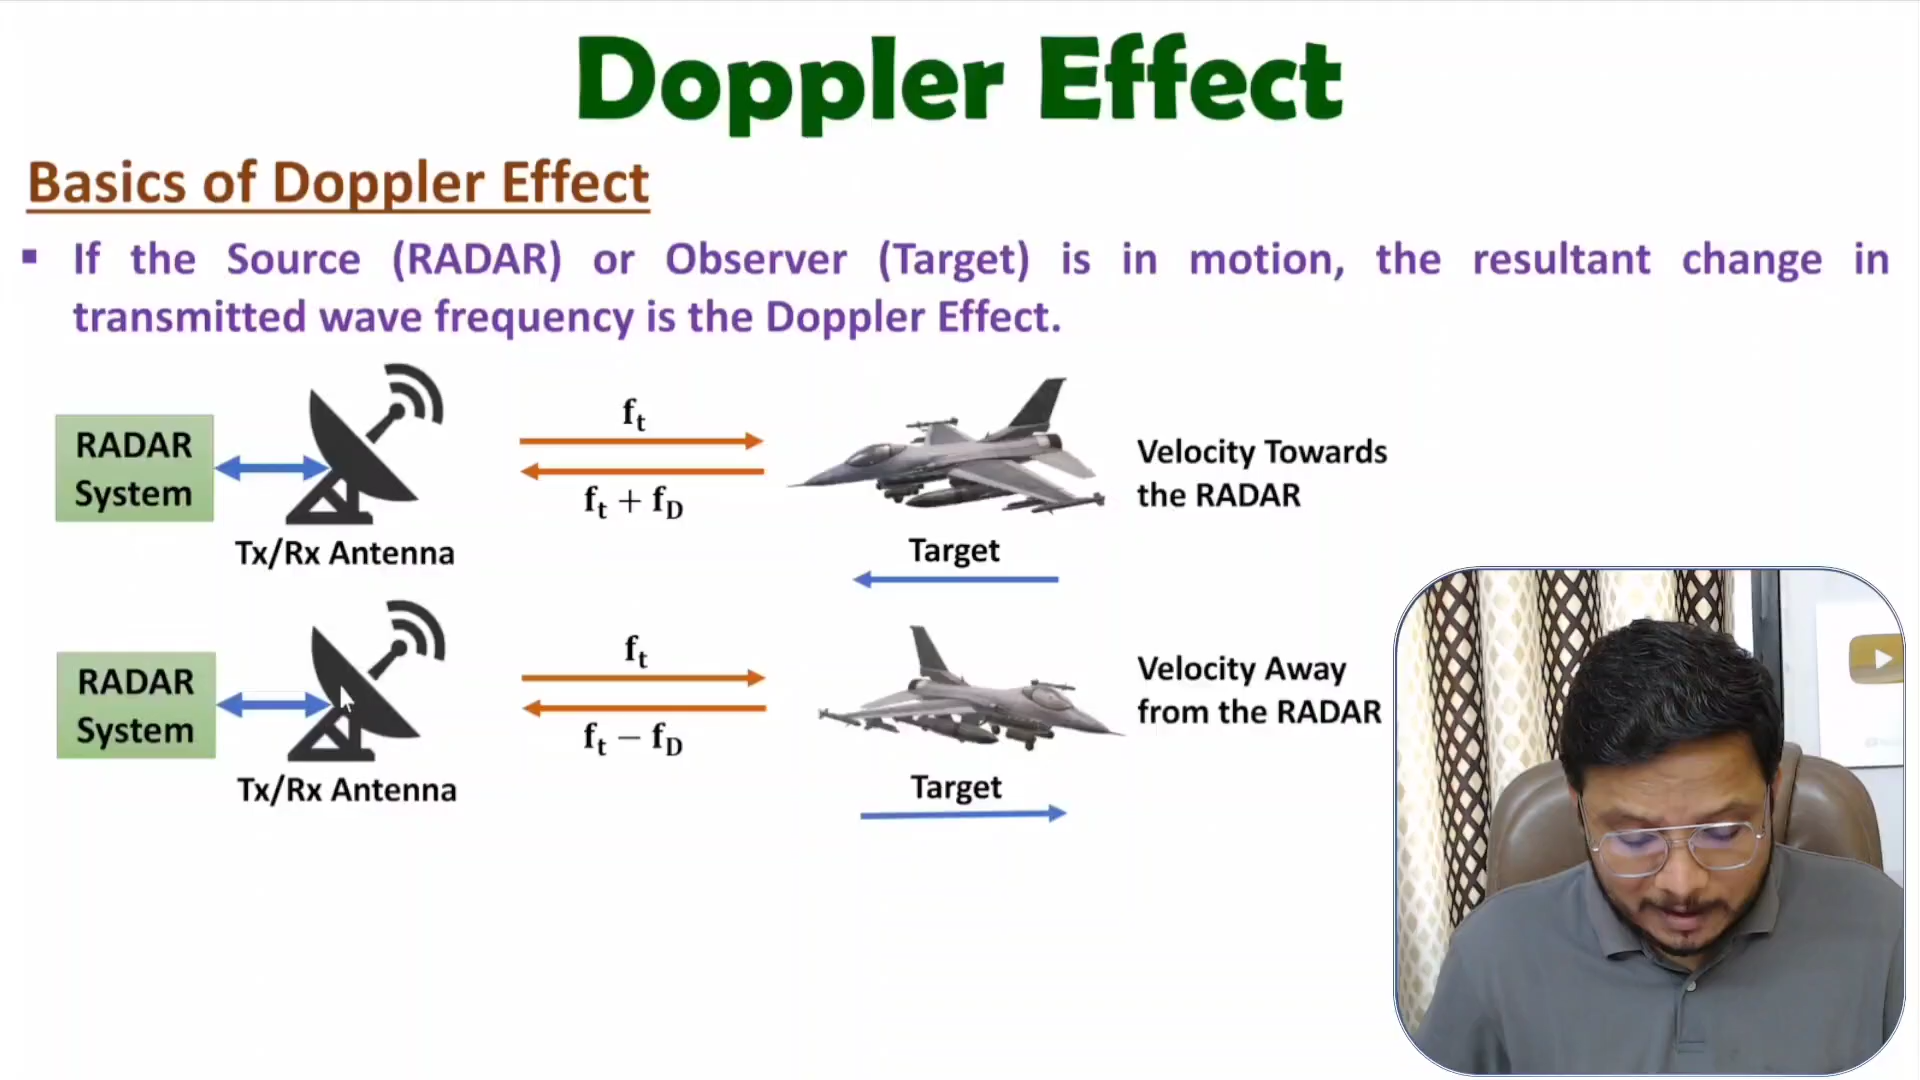 Doppler Effect
Basics of Doppler Effect
▪ If the Source (RADAR) or Observer (Target) is in motion, the resultant change in
transmitted wave frequency is the Doppler Effect.
RADAR
System
Tx/Rx Antenna
fₜ
fₜ + f_D
Target
Velocity Towards
the RADAR
RADAR
System
Tx/Rx Antenna
fₜ
fₜ − f_D
Target
Velocity Away
from the RADAR